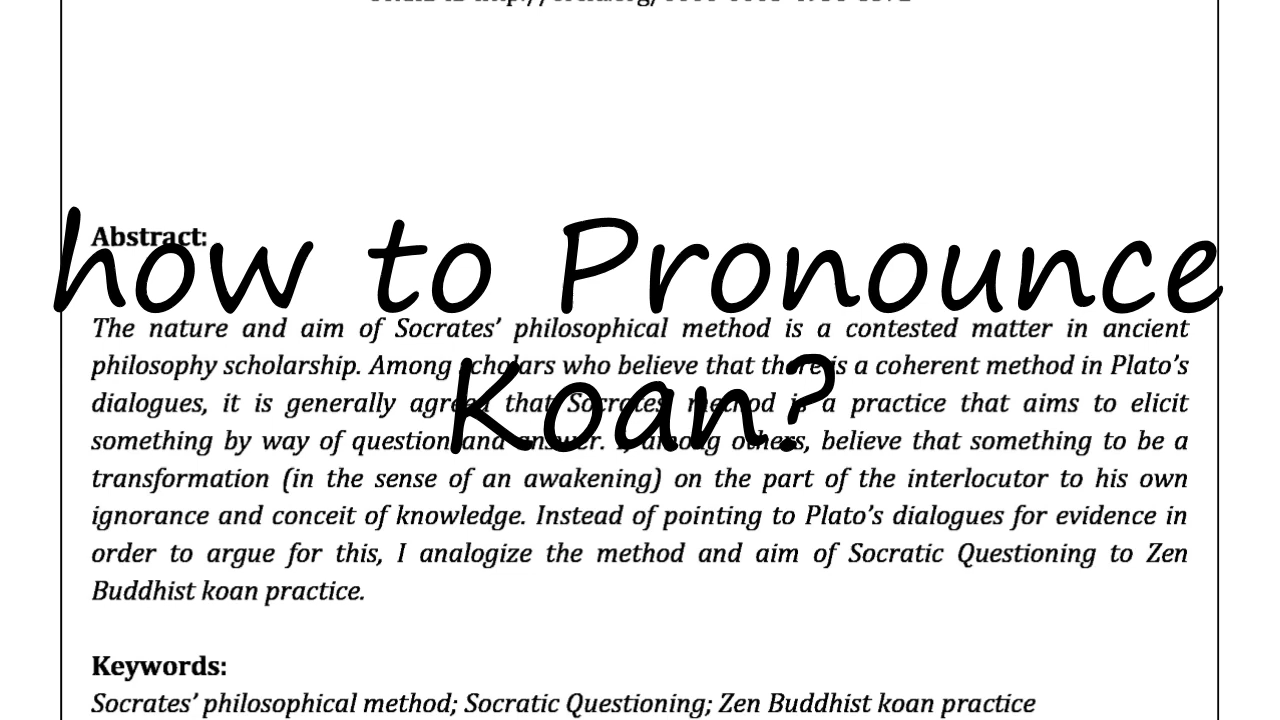 Abstract:
how to Pronounce
The nature and aim of Socrates’ philosophical method is a contested matter in ancient
philosophy scholarship. Among scholars who believe that there is a coherent method in Plato’s
Koan?
dialogues, it is generally agreed that Socrates’ method is a practice that aims to elicit
something by way of question and answer. I, among others, believe that something to be a
transformation (in the sense of an awakening) on the part of the interlocutor to his own
ignorance and conceit of knowledge. Instead of pointing to Plato’s dialogues for evidence in
order to argue for this, I analogize the method and aim of Socratic Questioning to Zen
Buddhist koan practice.
Keywords:
Socrates’ philosophical method; Socratic Questioning; Zen Buddhist koan practice